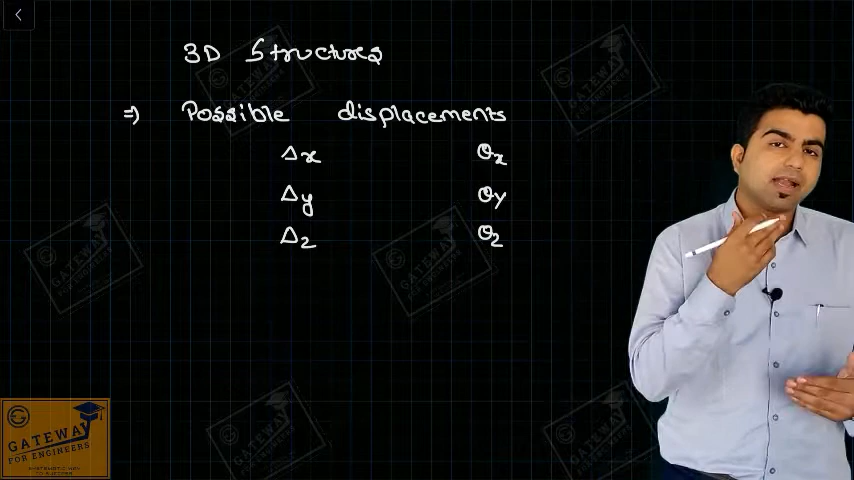 3D Structures
⇒ Possible displacements
Δx θx
Δy θy
Δz θz
GATEWAY
FOR ENGINEERS